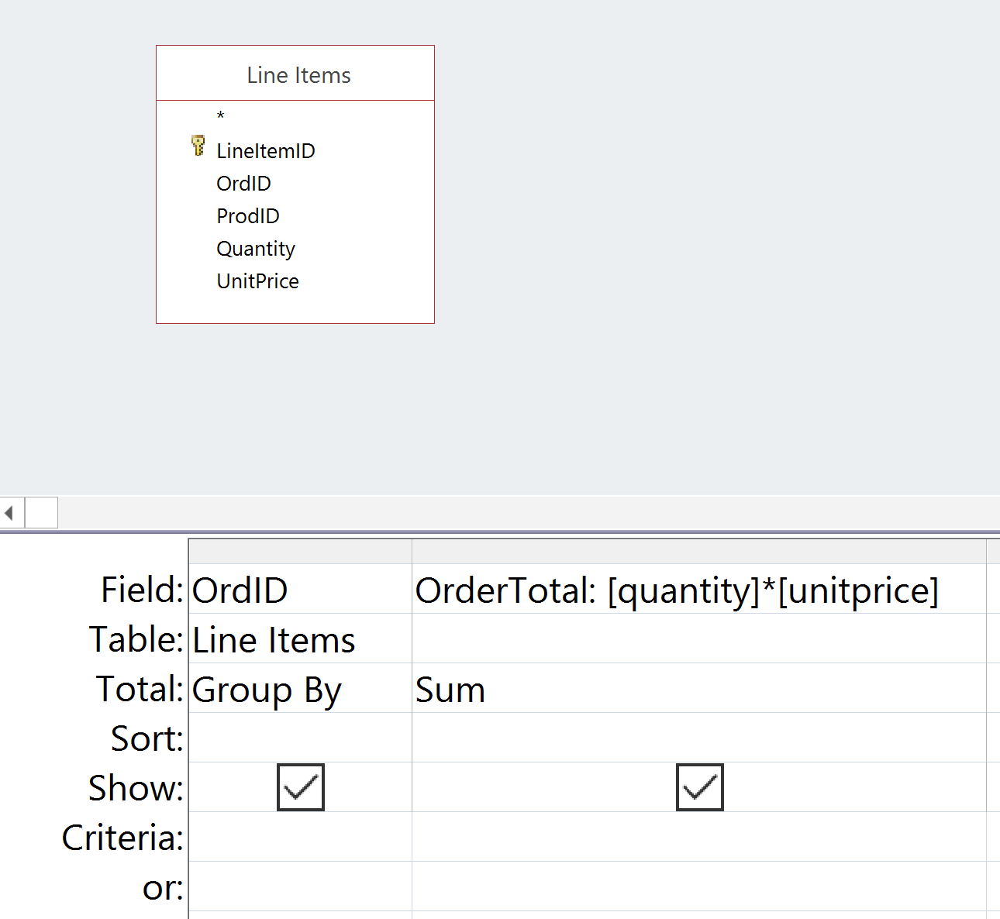 Line Items
*
LineItemID
OrdID
ProdID
Quantity
UnitPrice
Field: OrdID OrderTotal: [quantity]*[unitprice]
Table: Line Items
Total: Group By Sum
Sort:
Show:
Criteria:
or: